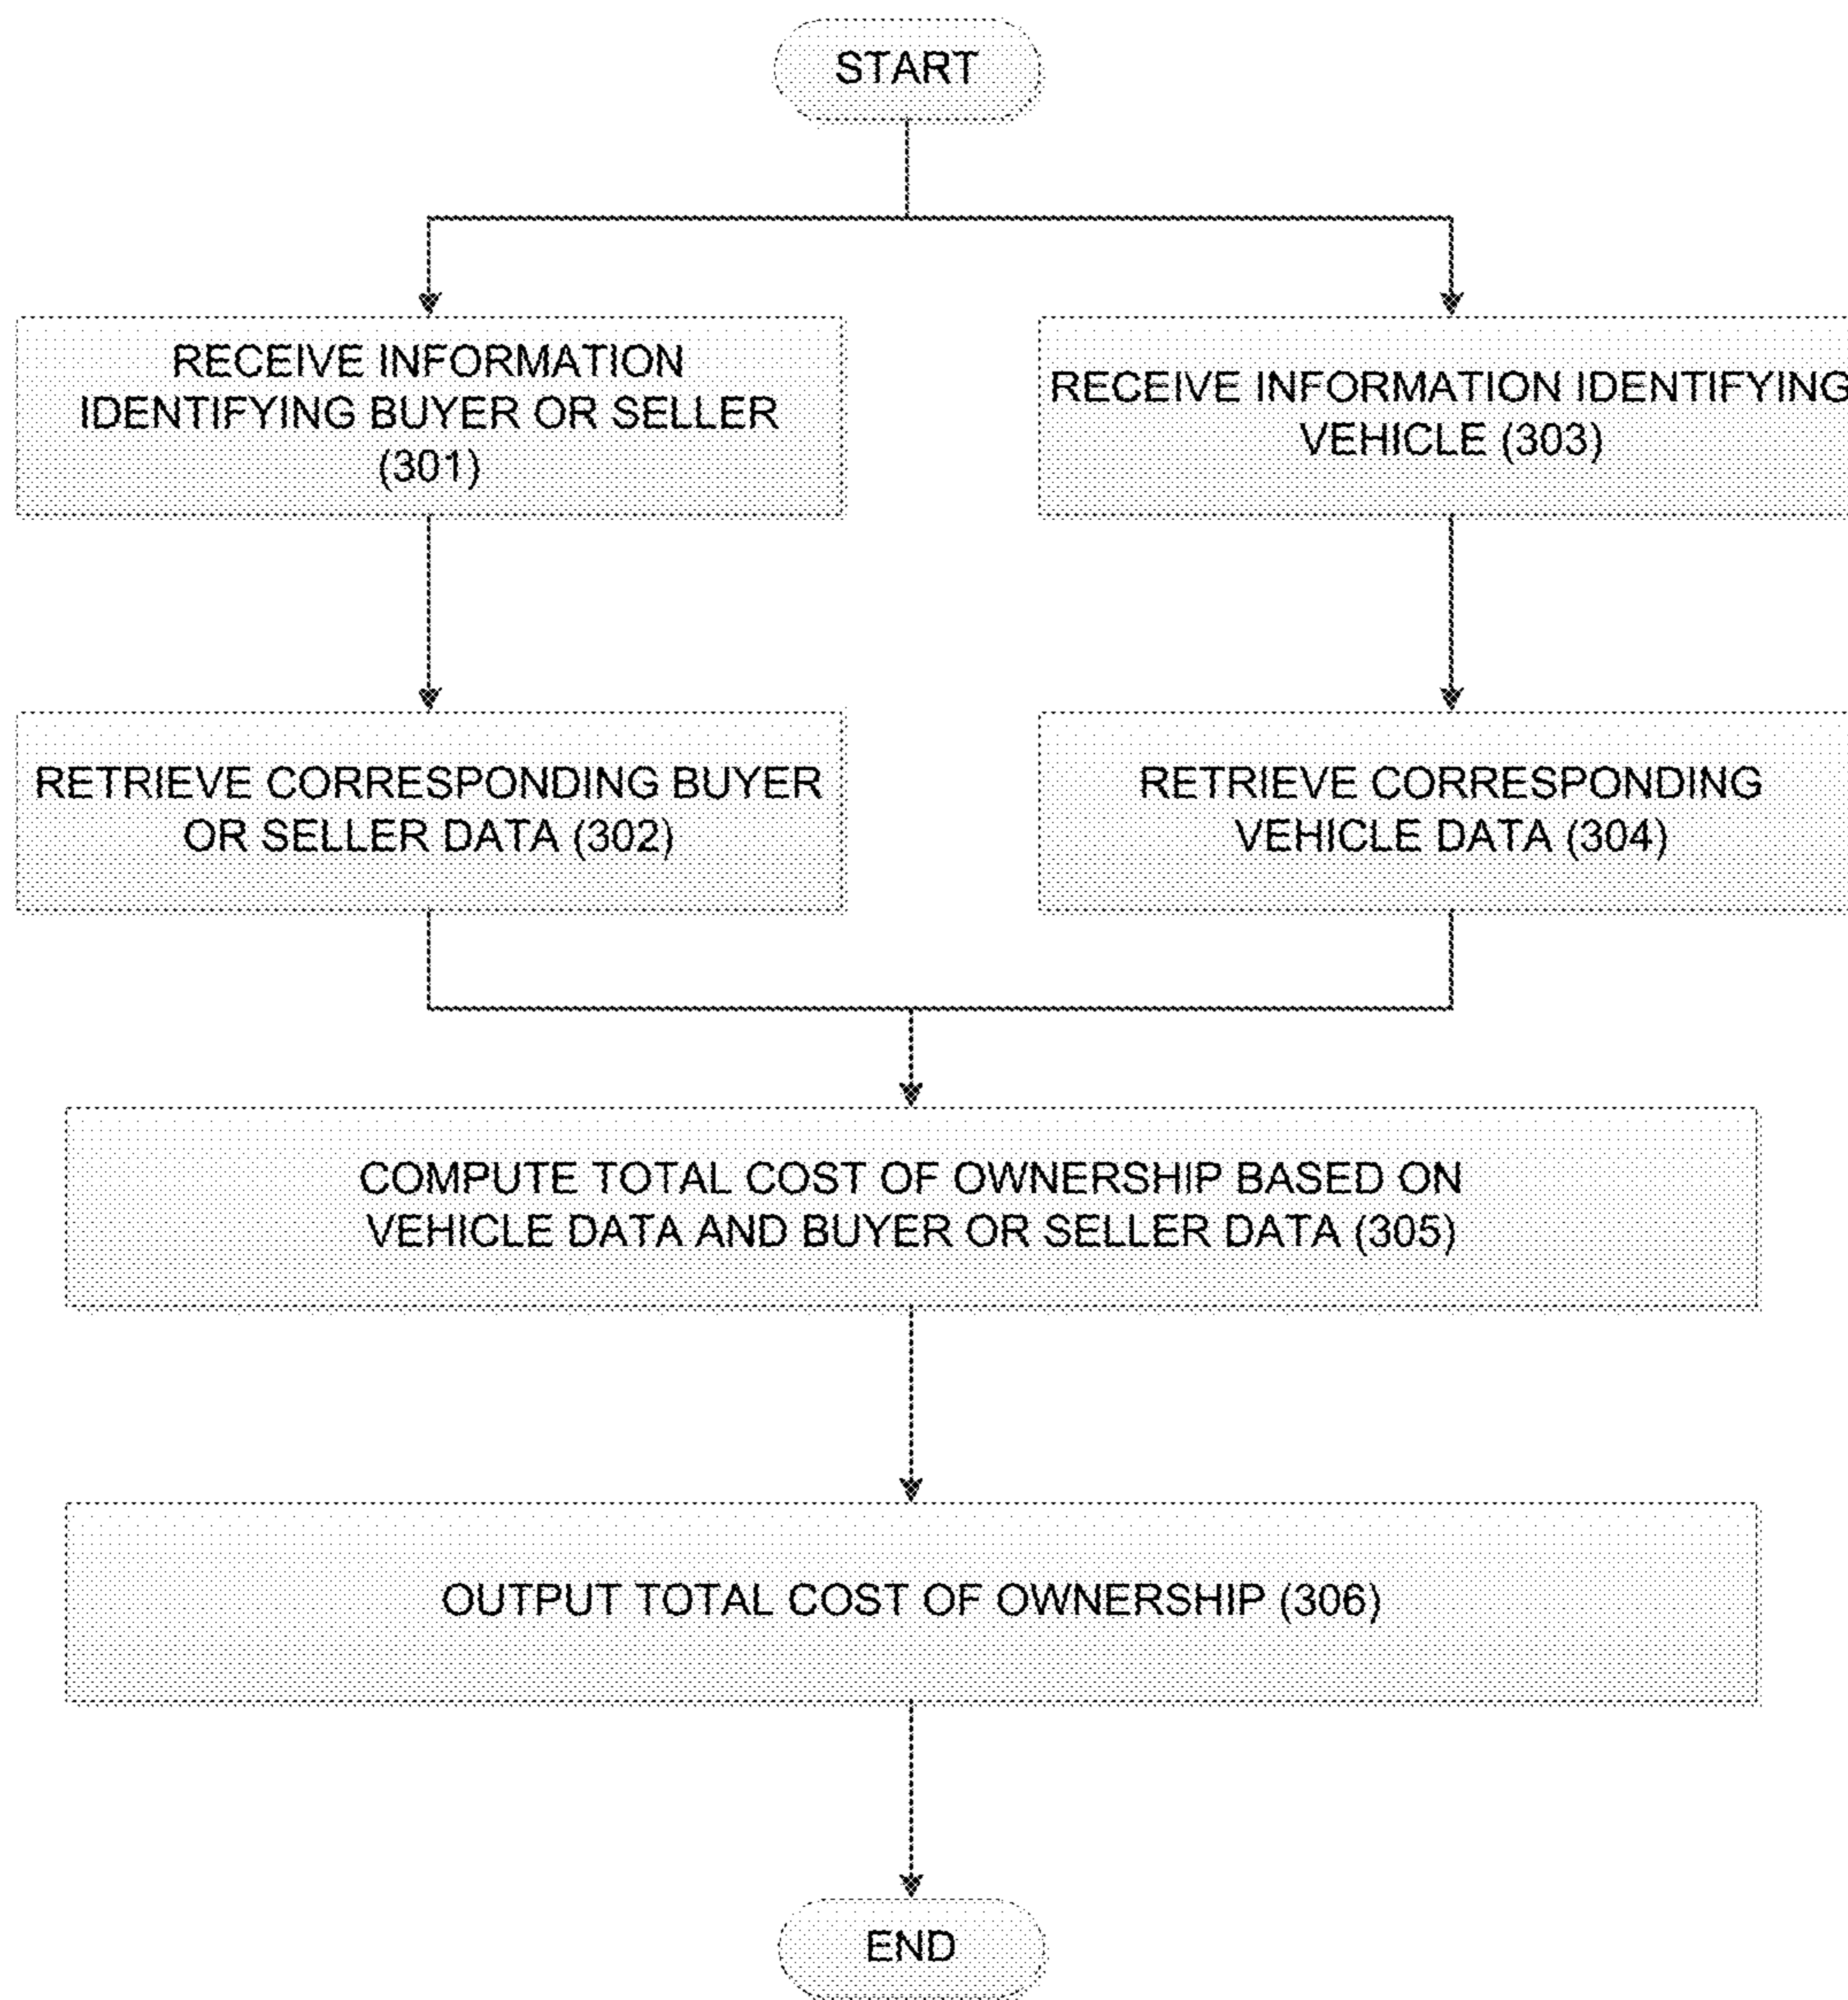 START
RECEIVE INFORMATION
IDENTIFYING BUYER OR SELLER
(301)
RECEIVE INFORMATION IDENTIFYING
VEHICLE (303)
RETRIEVE CORRESPONDING BUYER
OR SELLER DATA (302)
RETRIEVE CORRESPONDING
VEHICLE DATA (304)
COMPUTE TOTAL COST OF OWNERSHIP BASED ON
VEHICLE DATA AND BUYER OR SELLER DATA (305)
OUTPUT TOTAL COST OF OWNERSHIP (306)
END